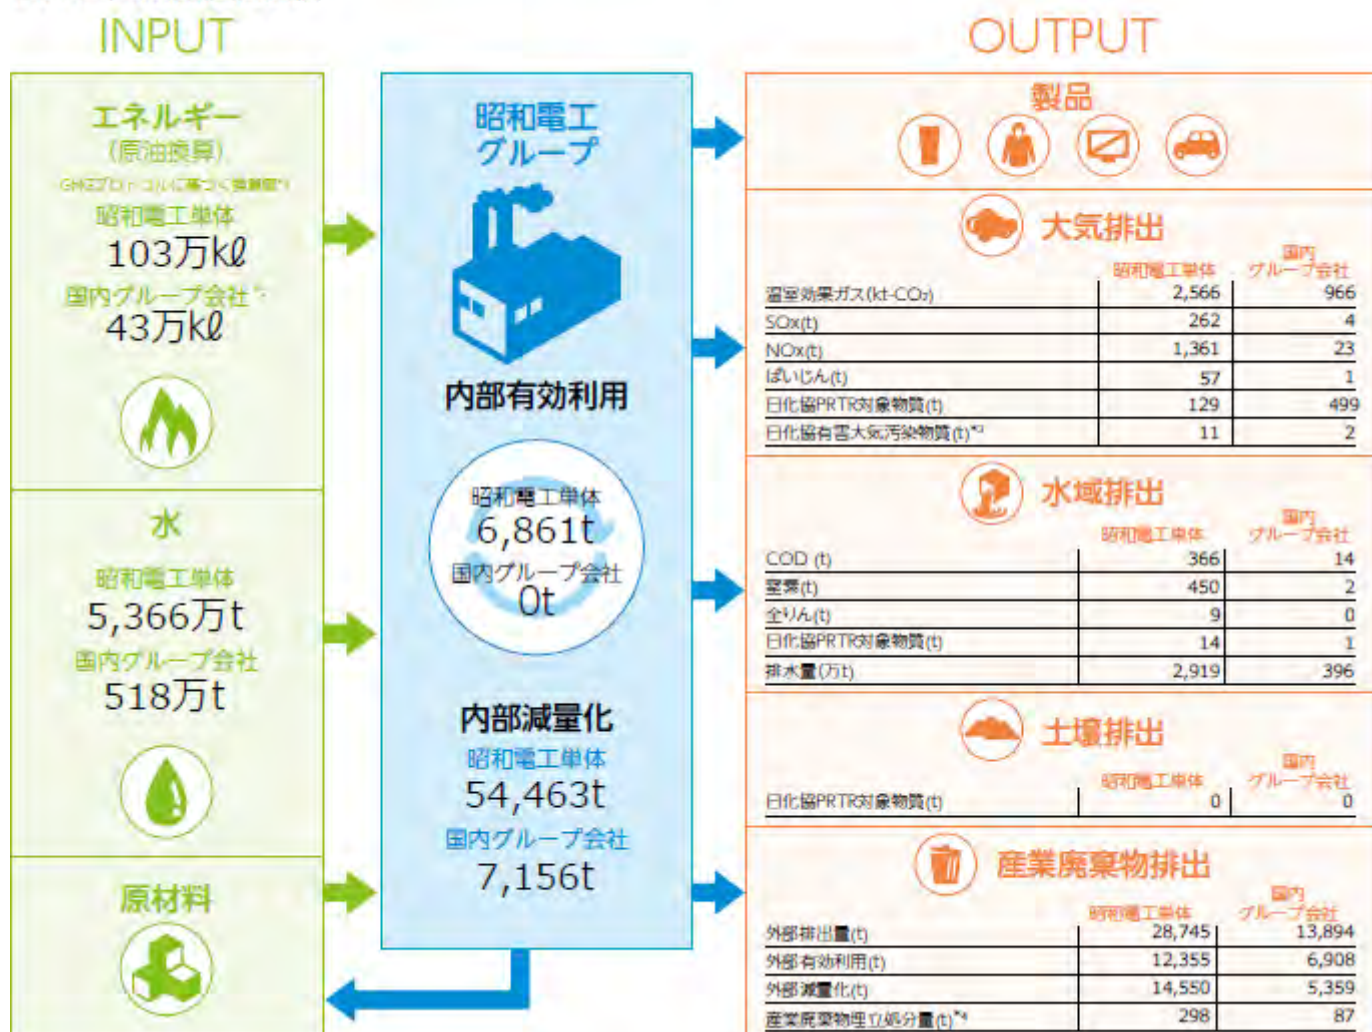 INPUT
エネルギー
(原油換算)
昭和電工単体
103万kℓ
国内グループ会社
43万kℓ
水
昭和電工単体
5,366万t
国内グループ会社
518万t
原材料
昭和電工
グループ
内部有効利用
昭和電工単体
6,861t
国内グループ会社
0t
内部減量化
昭和電工単体
54,463t
国内グループ会社
7,156t
OUTPUT
製品
大気排出
昭和電工単体 国内グループ会社
温室効果ガス(kt-CO₂) 2,566 966
SOx(t) 262 4
NOx(t) 1,361 23
ばいじん(t) 57 1
日化協PRTR対象物質(t) 129 499
日化協有害大気汚染物質(t)*³ 11 2
水域排出
昭和電工単体 国内グループ会社
COD (t) 366 14
窒素(t) 450 2
全りん(t) 9 0
日化協PRTR対象物質(t) 14 1
排水量(万t) 2,919 396
土壌排出
昭和電工単体 国内グループ会社
日化協PRTR対象物質(t) 0 0
産業廃棄物排出
昭和電工単体 国内グループ会社
外部排出量(t) 28,745 13,894
外部有効利用(t) 12,355 6,908
外部減量化(t) 14,550 5,359
産業廃棄物埋立処分量(t)*⁴ 298 87